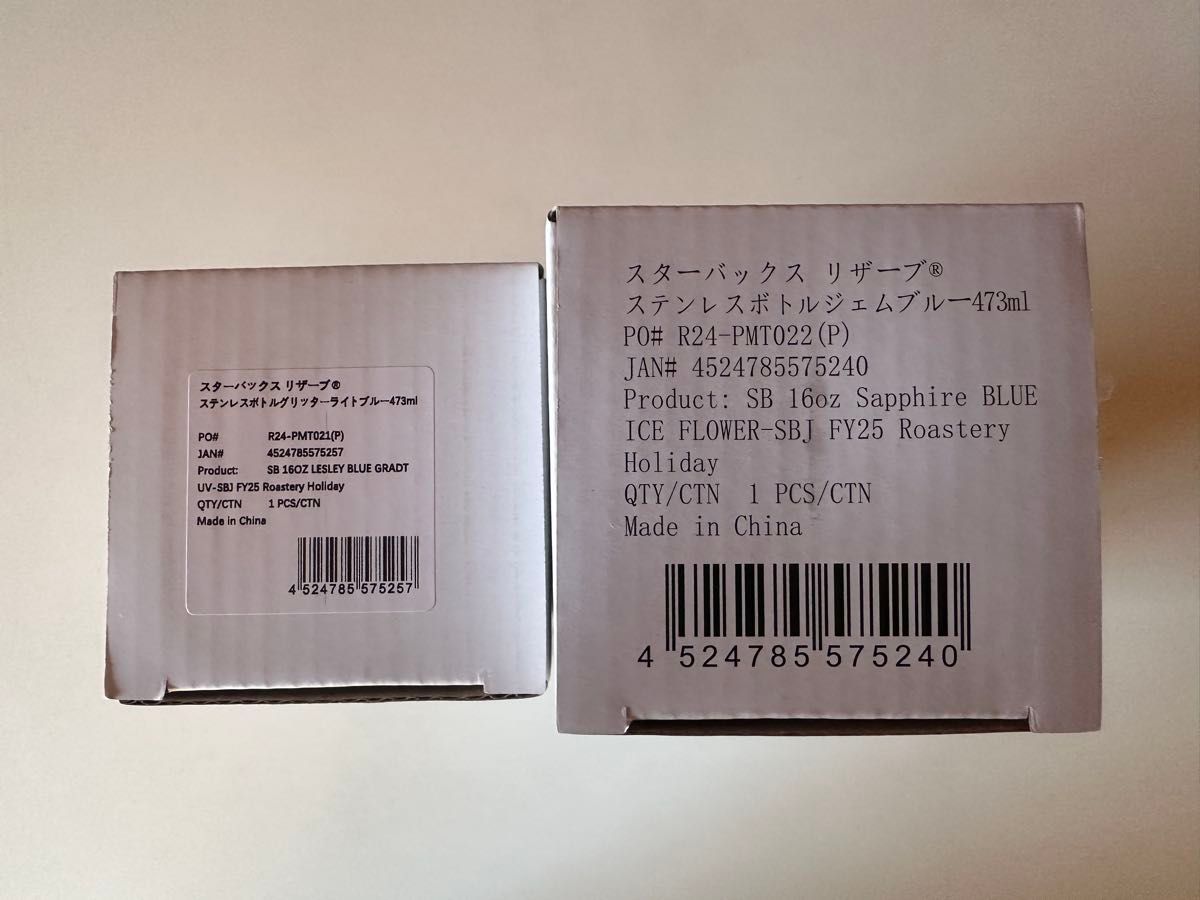 スターバックス リザーブ®
ステンレスボトルグリッターライトブルー473ml
PO# R24-PMT021(P)
JAN# 4524785575257
Product: SB 16OZ LESLEY BLUE GRADT
UV-SBJ FY25 Roastery Holiday
QTY/CTN 1 PCS/CTN
Made in China
4 524785 575257
スターバックス リザーブ®
ステンレスボトルジェムブルー473ml
PO# R24-PMT022(P)
JAN# 4524785575240
Product: SB 16oz Sapphire BLUE
ICE FLOWER-SBJ FY25 Roastery
Holiday
QTY/CTN 1 PCS/CTN
Made in China
4 524785 575240